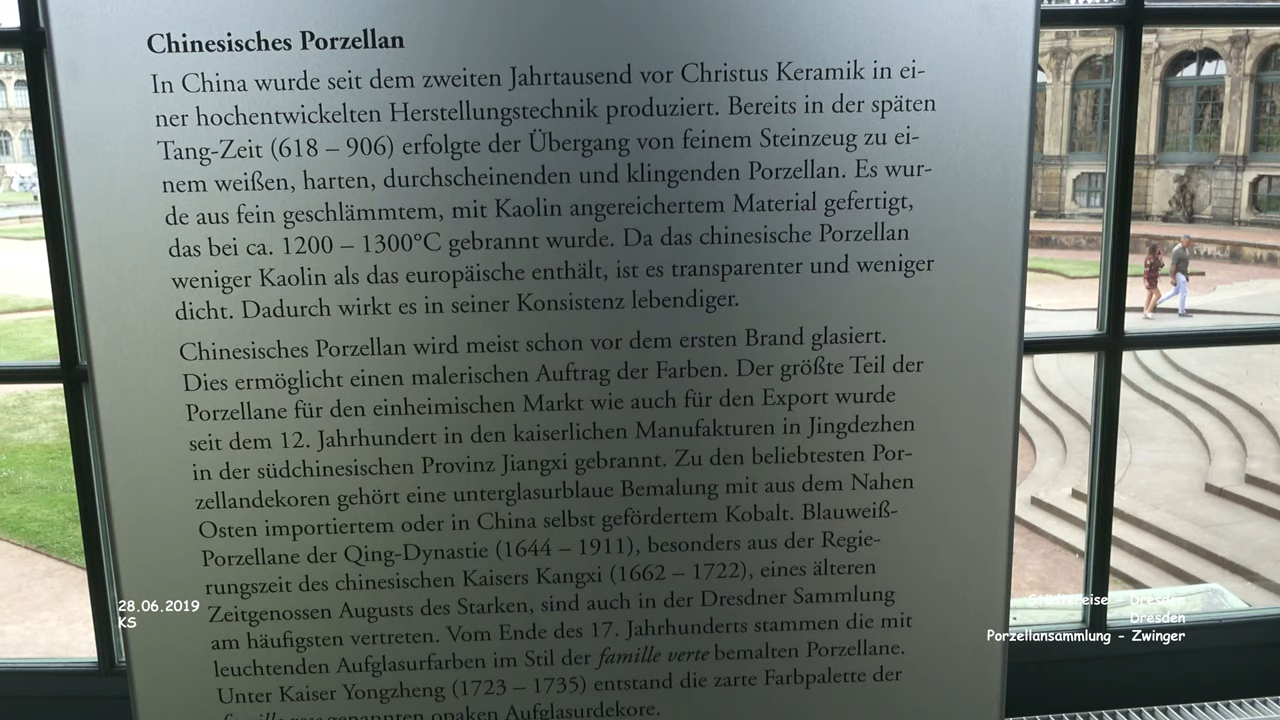 Chinesisches Porzellan
In China wurde seit dem zweiten Jahrtausend vor Christus Keramik in ei-
ner hochentwickelten Herstellungstechnik produziert. Bereits in der späten
Tang-Zeit (618 – 906) erfolgte der Übergang von feinem Steinzeug zu ei-
nem weißen, harten, durchscheinenden und klingenden Porzellan. Es wur-
de aus fein geschlämmtem, mit Kaolin angereichertem Material gefertigt,
das bei ca. 1200 – 1300°C gebrannt wurde. Da das chinesische Porzellan
weniger Kaolin als das europäische enthält, ist es transparenter und weniger
dicht. Dadurch wirkt es in seiner Konsistenz lebendiger.
Chinesisches Porzellan wird meist schon vor dem ersten Brand glasiert.
Dies ermöglicht einen malerischen Auftrag der Farben. Der größte Teil der
Porzellane für den einheimischen Markt wie auch für den Export wurde
seit dem 12. Jahrhundert in den kaiserlichen Manufakturen in Jingdezhen
in der südchinesischen Provinz Jiangxi gebrannt. Zu den beliebtesten Por-
zellandekoren gehört eine unterglasurblaue Bemalung mit aus dem Nahen
Osten importiertem oder in China selbst gefördertem Kobalt. Blauweiß-
Porzellane der Qing-Dynastie (1644 – 1911), besonders aus der Regie-
rungszeit des chinesischen Kaisers Kangxi (1662 – 1722), eines älteren
Zeitgenossen Augusts des Starken, sind auch in der Dresdner Sammlung
am häufigsten vertreten. Vom Ende des 17. Jahrhunderts stammen die mit
leuchtenden Aufglasurfarben im Stil der famille verte bemalten Porzellane.
Unter Kaiser Yongzheng (1723 – 1735) entstand die zarte Farbpalette der
famille rose genannten opaken Aufglasurdekore.
28.06.2019
KS
Städtereise - Dresden
Dresden
Porzellansammlung - Zwinger